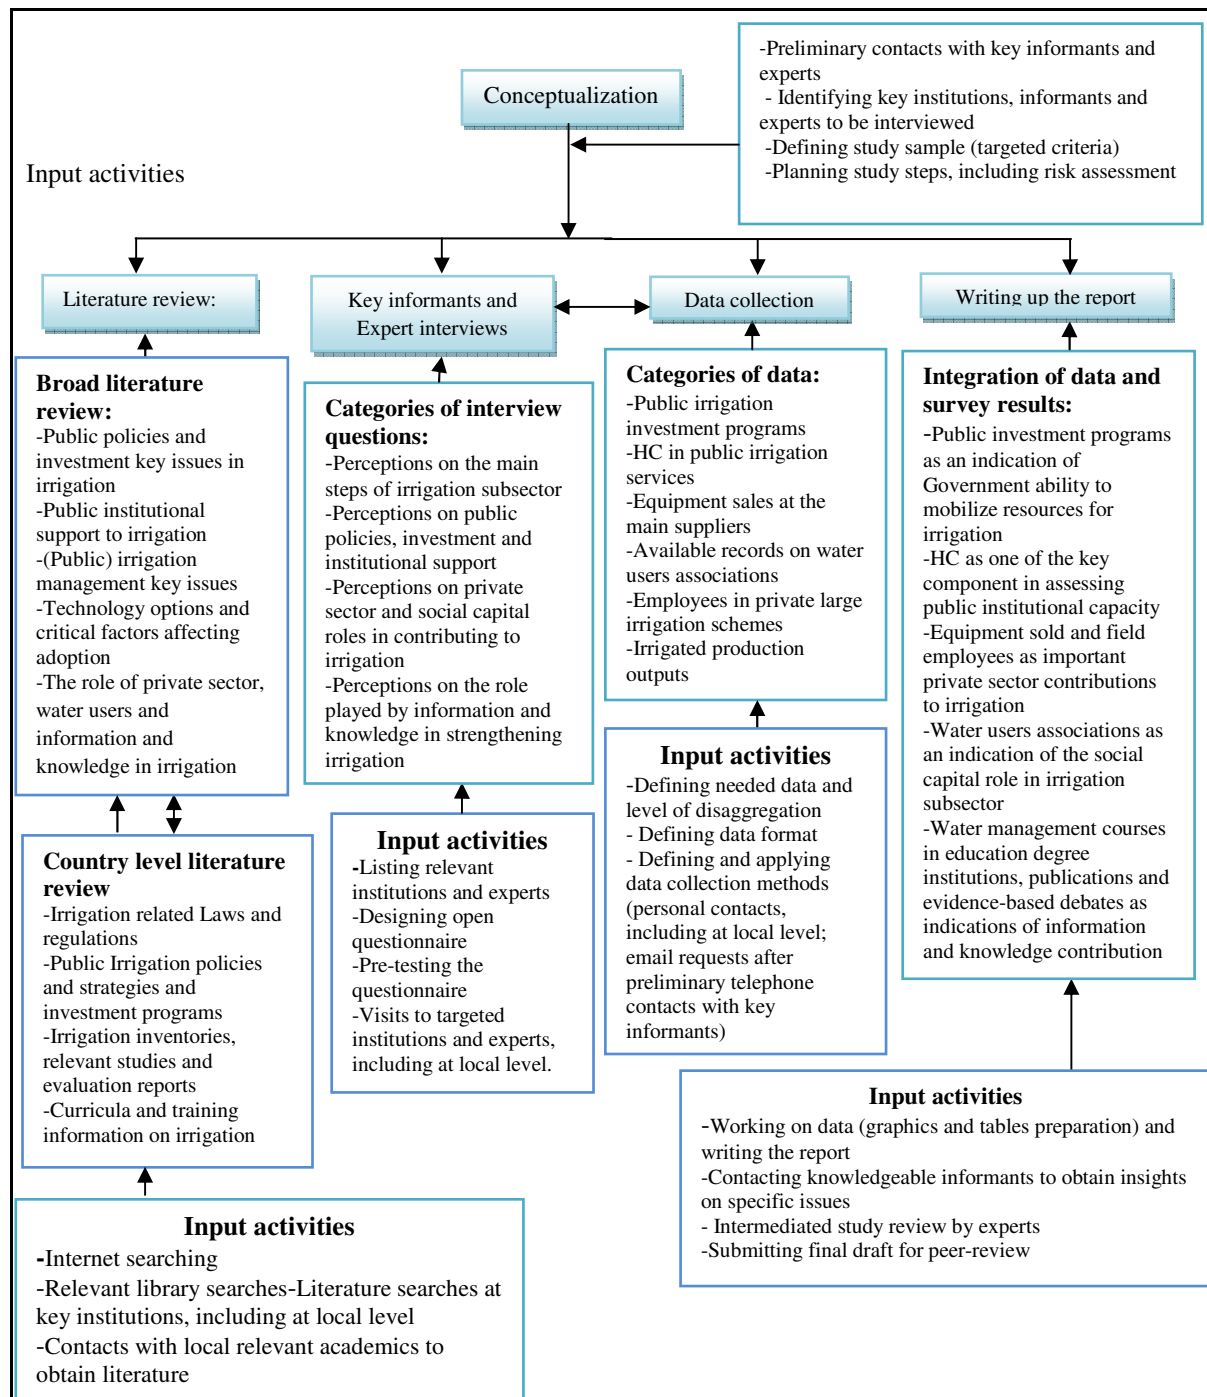 Conceptualization
-Preliminary contacts with key informants and
experts
- Identifying key institutions, informants and
experts to be interviewed
-Defining study sample (targeted criteria)
-Planning study steps, including risk assessment
Input activities
Literature review:
Key informants and
Expert interviews
Data collection
Writing up the report
Broad literature
review:
-Public policies and
investment key issues in
irrigation
-Public institutional
support to irrigation
-(Public) irrigation
management key issues
-Technology options and
critical factors affecting
adoption
-The role of private sector,
water users and
information and
knowledge in irrigation
Country level literature
review
-Irrigation related Laws and
regulations
-Public Irrigation policies
and strategies and
investment programs
-Irrigation inventories,
relevant studies and
evaluation reports
-Curricula and training
information on irrigation
Input activities
-Internet searching
-Relevant library searches-Literature searches at
key institutions, including at local level
-Contacts with local relevant academics to
obtain literature
Categories of interview
questions:
-Perceptions on the main
steps of irrigation subsector
-Perceptions on public
policies, investment and
institutional support
-Perceptions on private
sector and social capital
roles in contributing to
irrigation
-Perceptions on the role
played by information and
knowledge in strengthening
irrigation
Input activities
-Listing relevant
institutions and experts
-Designing open
questionnaire
-Pre-testing the
questionnaire
-Visits to targeted
institutions and experts,
including at local level.
Categories of data:
-Public irrigation
investment programs
-HC in public irrigation
services
-Equipment sales at the
main suppliers
-Available records on water
users associations
-Employees in private large
irrigation schemes
-Irrigated production
outputs
Input activities
-Defining needed data and
level of disaggregation
- Defining data format
- Defining and applying
data collection methods
(personal contacts,
including at local level;
email requests after
preliminary telephone
contacts with key
informants)
Integration of data and
survey results:
-Public investment programs
as an indication of
Government ability to
mobilize resources for
irrigation
-HC as one of the key
component in assessing
public institutional capacity
-Equipment sold and field
employees as important
private sector contributions
to irrigation
-Water users associations as
an indication of the social
capital role in irrigation
subsector
-Water management courses
in education degree
institutions, publications and
evidence-based debates as
indications of information
and knowledge contribution
Input activities
-Working on data (graphics and tables preparation) and
writing the report
-Contacting knowledgeable informants to obtain insights
on specific issues
- Intermediated study review by experts
-Submitting final draft for peer-review